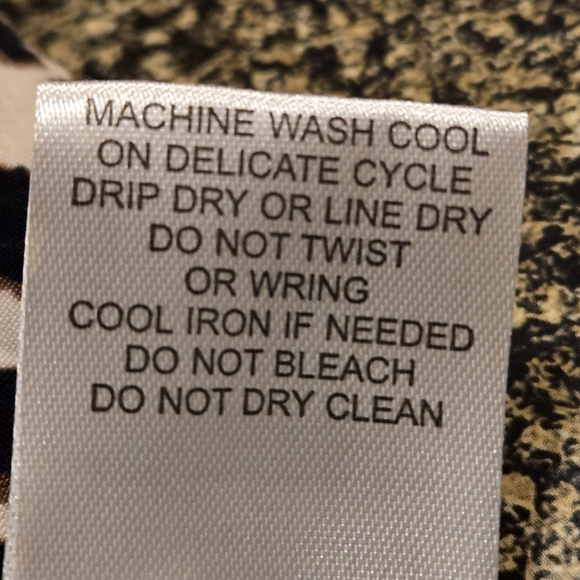 MACHINE WASH COOL
ON DELICATE CYCLE
DRIP DRY OR LINE DRY
DO NOT TWIST
OR WRING
COOL IRON IF NEEDED
DO NOT BLEACH
DO NOT DRY CLEAN